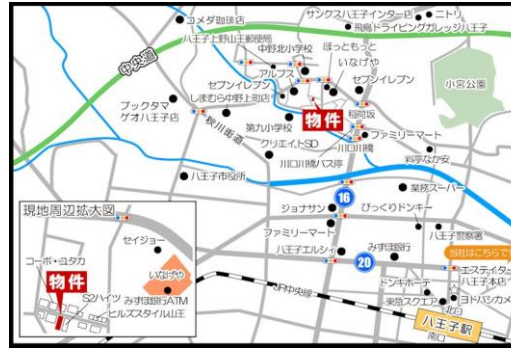 コメダ珈琲店
サンクス八王子インター店
ニトリ
飛鳥ドライビングガレッジ八王子
八王子上野山王郵便局
中央道
中野北小学校
ほっともっと
いなげや
アルプス
セブンイレブン
セブンイレブン
小宮公園
ブックタマ
ゲオ八王子店
しまむら中野上町店
物件
稲荷坂
秋川街道
第九小学校
ファミリーマート
クリエイトSD
川口川橋
川口川橋バス停
料亭なか安
八王子市役所
16
業務スーパー
現地周辺拡大図
ジョナサン
びっくりドンキー
ファミリーマート
八王子警察署
セイジョー
八王子エルシィ
みずほ銀行
当社はこちらです
コーポ・ユタカ
いなげや
20
エステイター
八王子本店
物件
S2ハイツ
みずほ銀行ATM
ヒルズスタイル山王
JR中央線
ドンキホーテ
東急スクエア
北口
ヨドバシカメ
八王子駅
南口